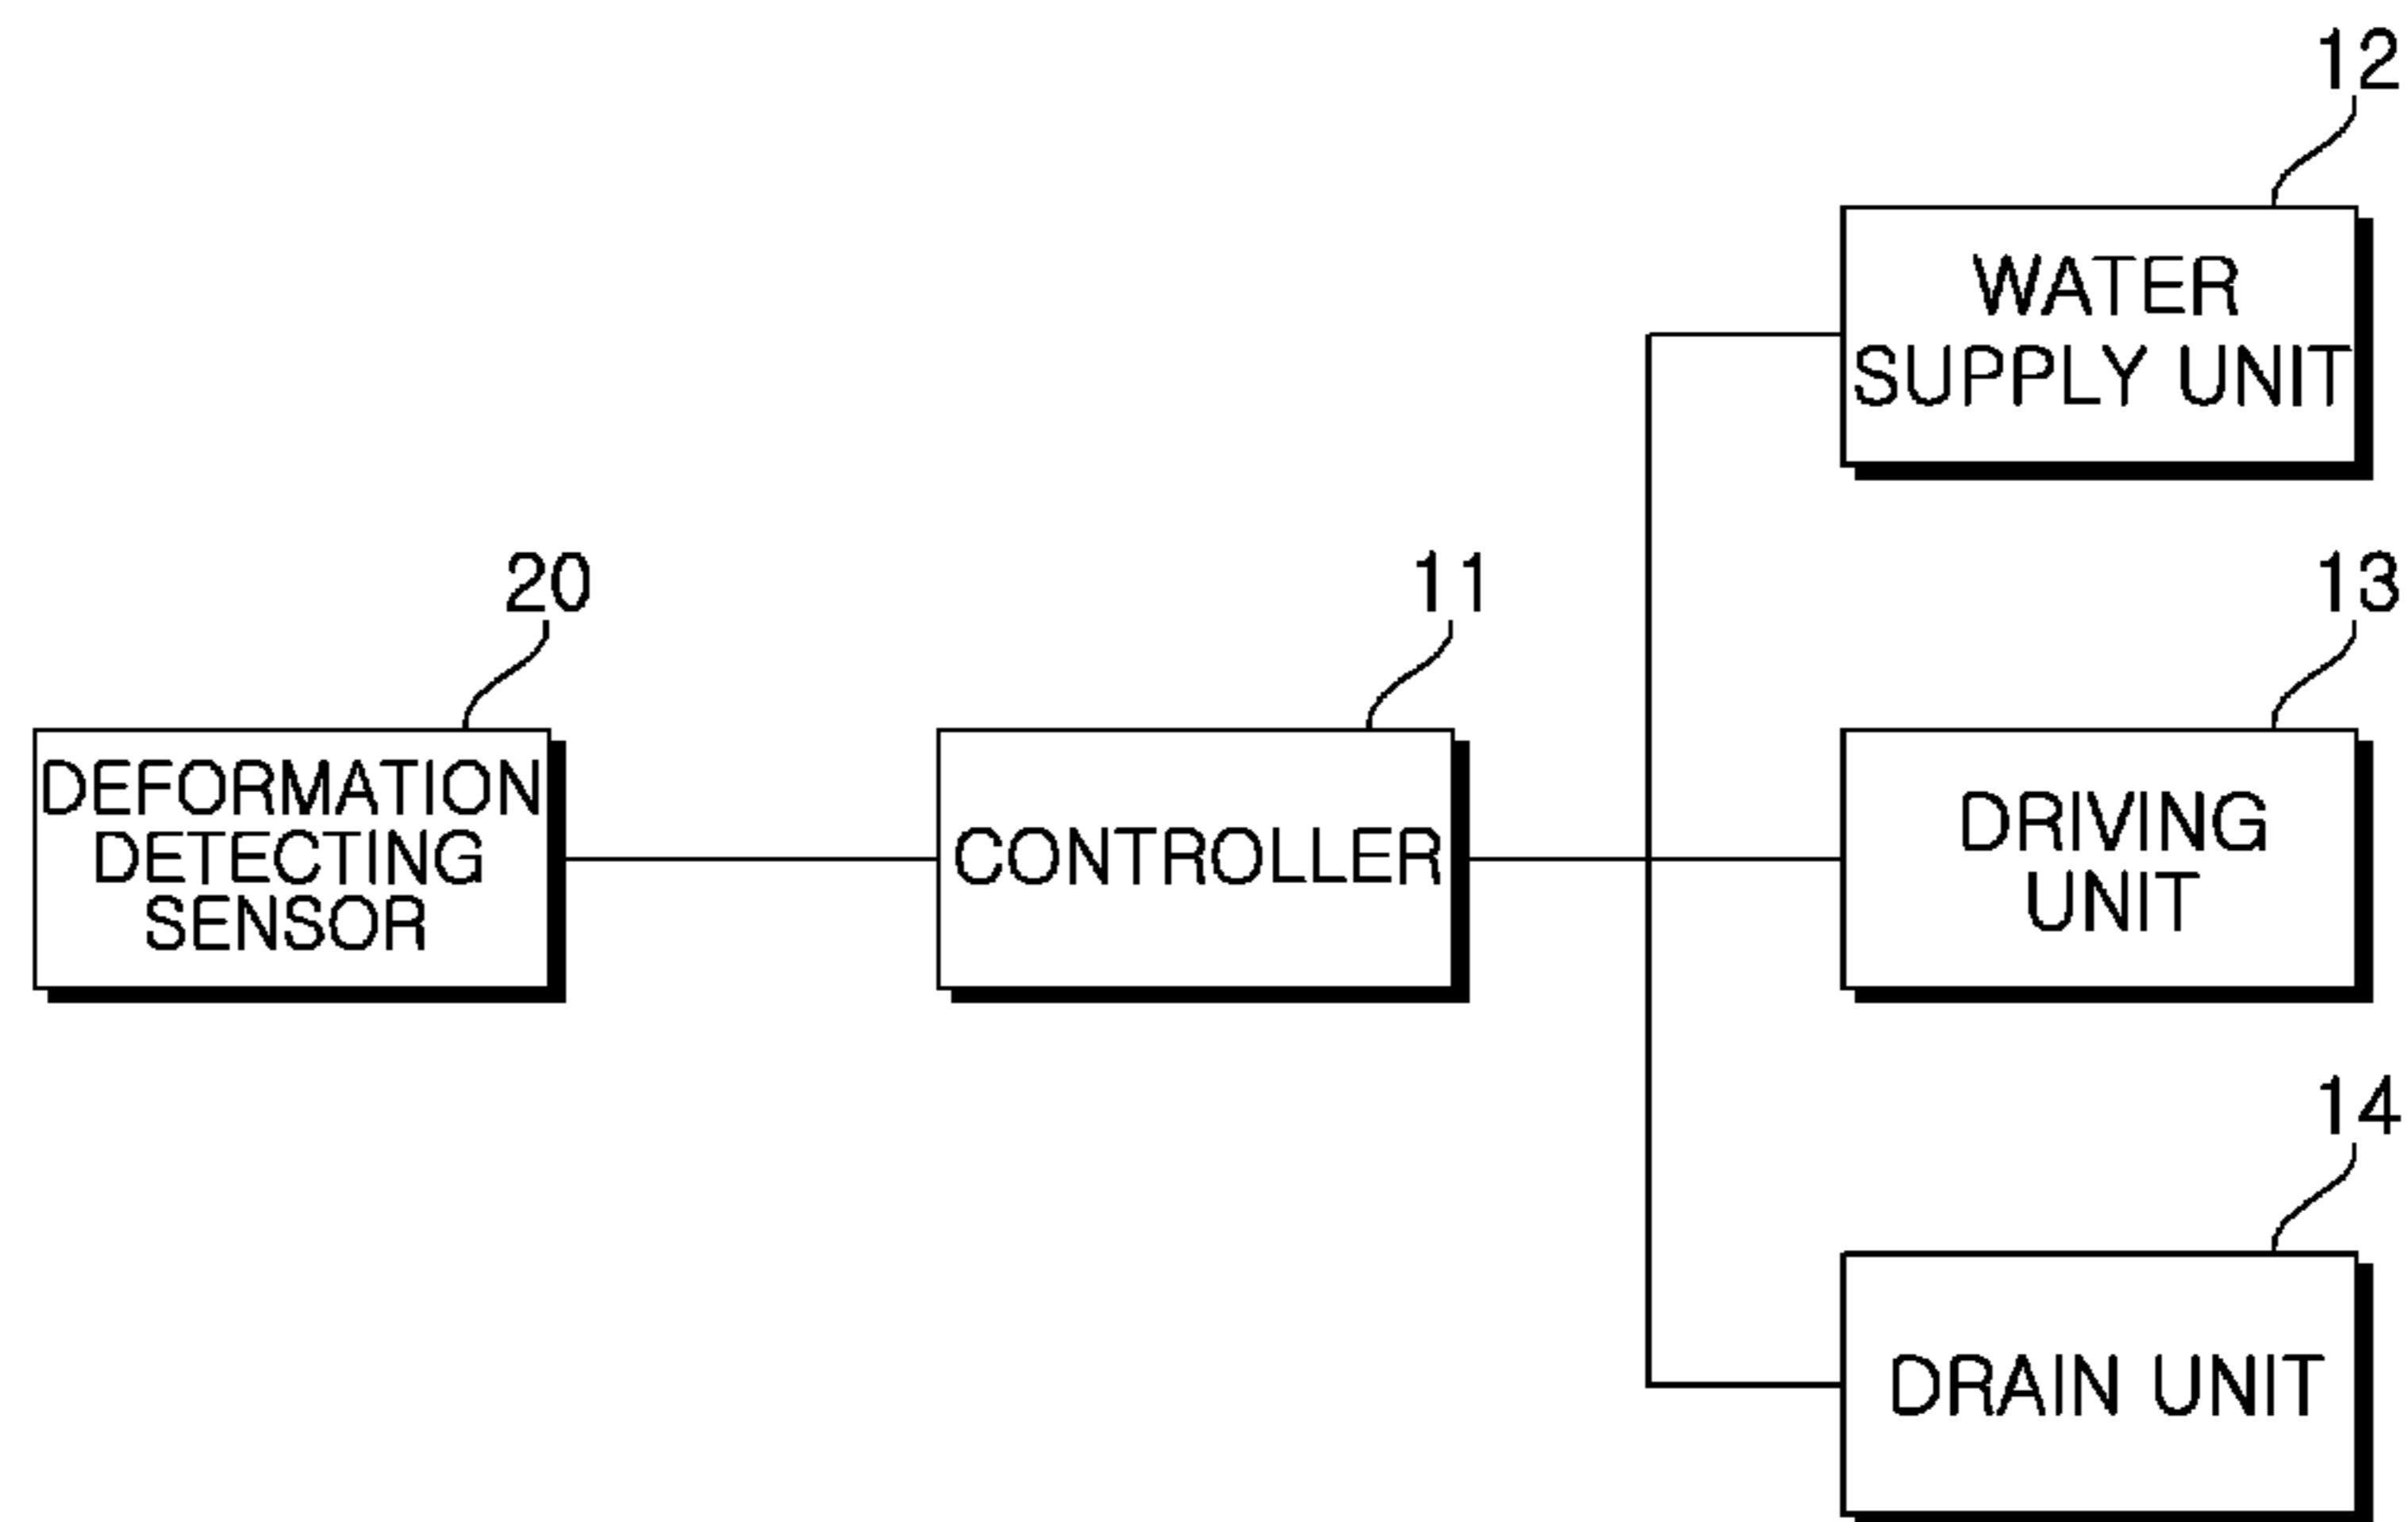 12
WATER
SUPPLY UNIT
20
DEFORMATION
DETECTING
SENSOR
11
CONTROLLER
13
DRIVING
UNIT
14
DRAIN UNIT